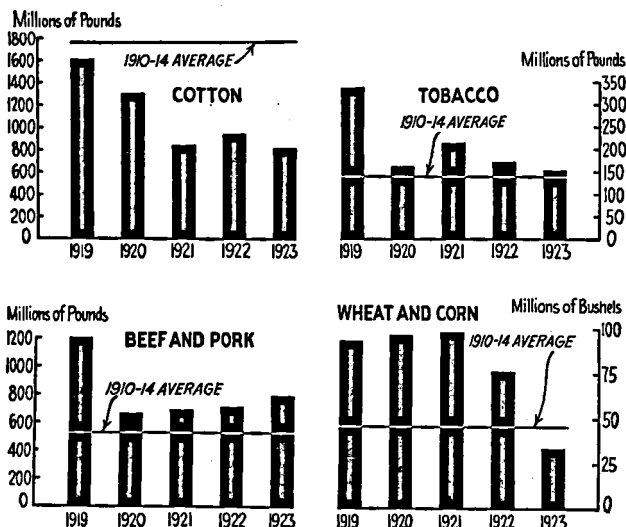 Millions of Pounds
1800
1600
1400
1200
1000
800
600
400
200
0
1910-14 AVERAGE
COTTON
1919 1920 1921 1922 1923
Millions of Pounds
TOBACCO
1910-14 AVERAGE
350
300
250
200
150
100
50
0
1919 1920 1921 1922 1923
Millions of Pounds
1200
1000
800
600
400
200
0
BEEF AND PORK
1910-14 AVERAGE
1919 1920 1921 1922 1923
WHEAT AND CORN
Millions of Bushels
1910-14 AVERAGE
100
75
50
25
0
1919 1920 1921 1922 1923